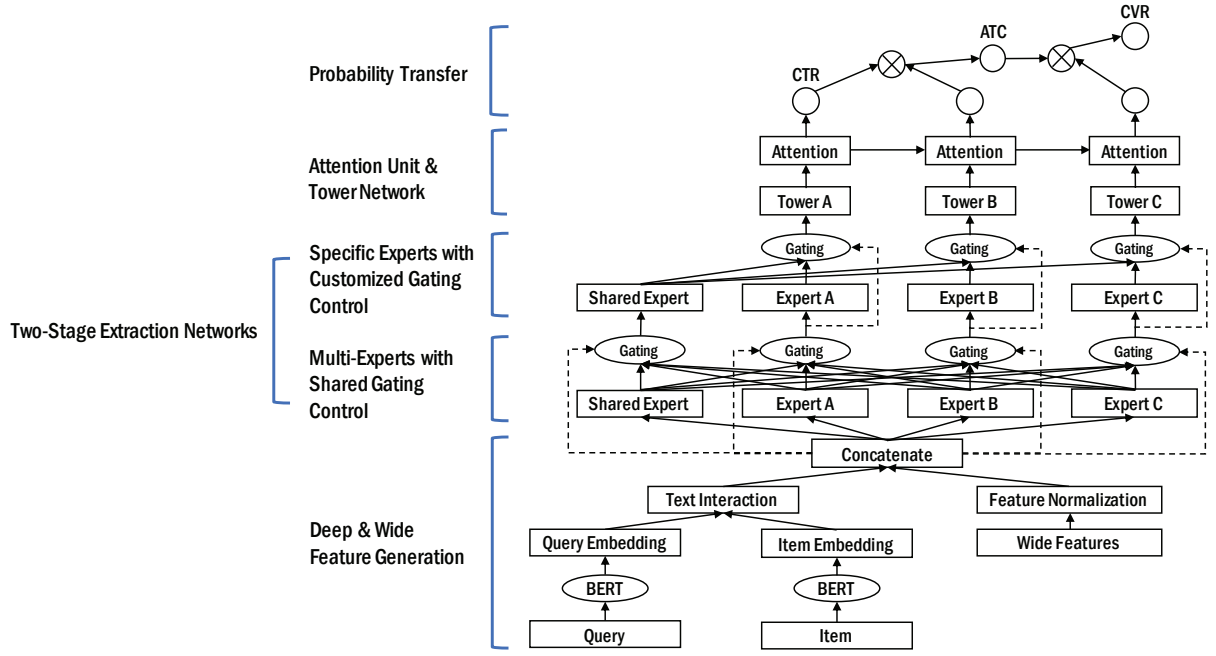 CVR
ATC
Probability Transfer
CTR
Attention Unit &
Tower Network
Attention
Attention
Attention
Tower A
Tower B
Tower C
Specific Experts with
Customized Gating
Control
Gating
Gating
Gating
Shared Expert
Expert A
Expert B
Expert C
Two-Stage Extraction Networks
Multi-Experts with
Shared Gating
Control
Gating
Gating
Gating
Gating
Shared Expert
Expert A
Expert B
Expert C
Concatenate
Deep & Wide
Feature Generation
Text Interaction
Feature Normalization
Query Embedding
Item Embedding
Wide Features
BERT
BERT
Query
Item